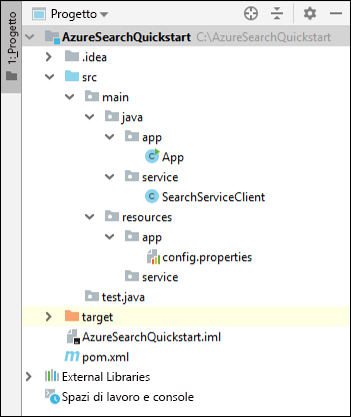 Progetto
1: Progetto
AzureSearchQuickstart C:\AzureSearchQuickstart
.idea
src
main
java
app
App
service
SearchServiceClient
resources
app
config.properties
service
test.java
target
AzureSearchQuickstart.iml
pom.xml
External Libraries
Spazi di lavoro e console